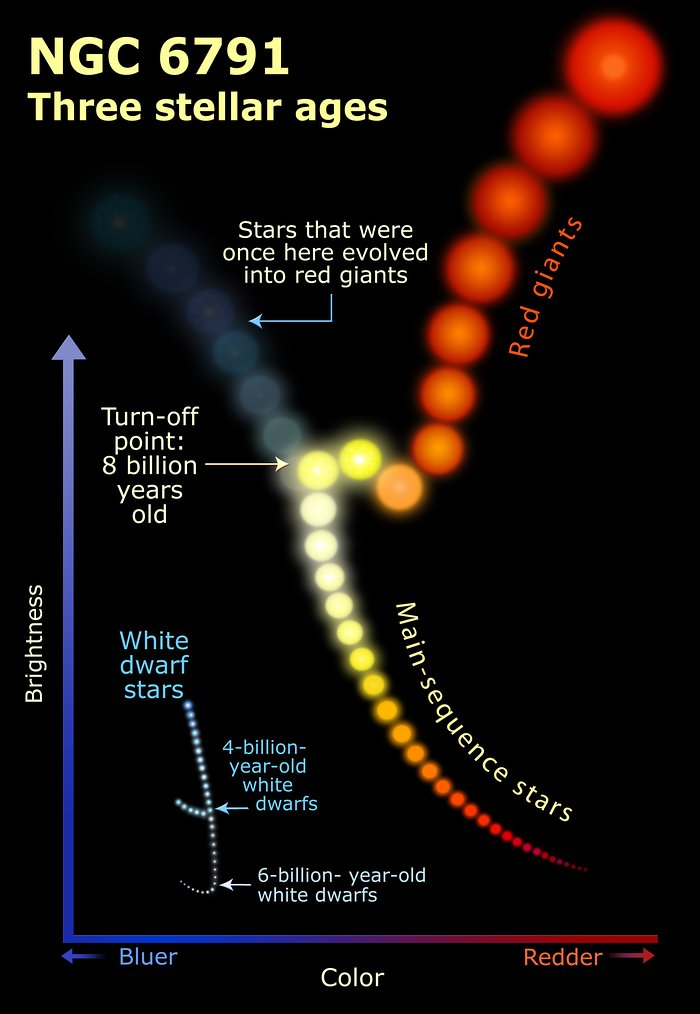 NGC 6791
Three stellar ages
Stars that were
once here evolved
into red giants
Red giants
Turn-off
point:
8 billion
years
old
Main-sequence stars
Brightness
White
dwarf
stars
4-billion-
year-old
white
dwarfs
6-billion- year-old
white dwarfs
Bluer
Redder
Color